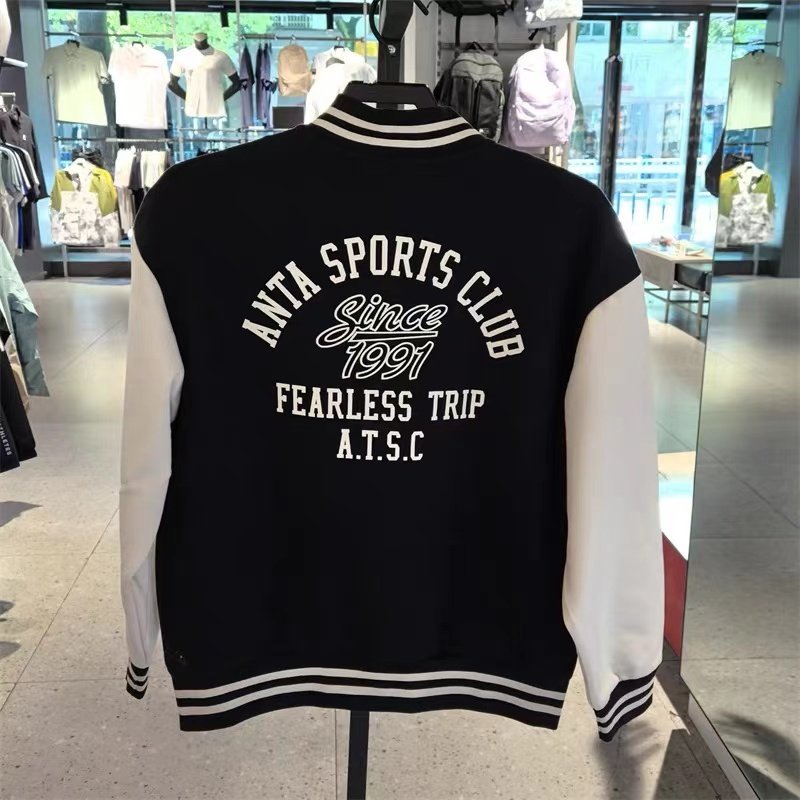 ANTA SPORTS CLUB
Since
1991
FEARLESS TRIP
A.T.S.C